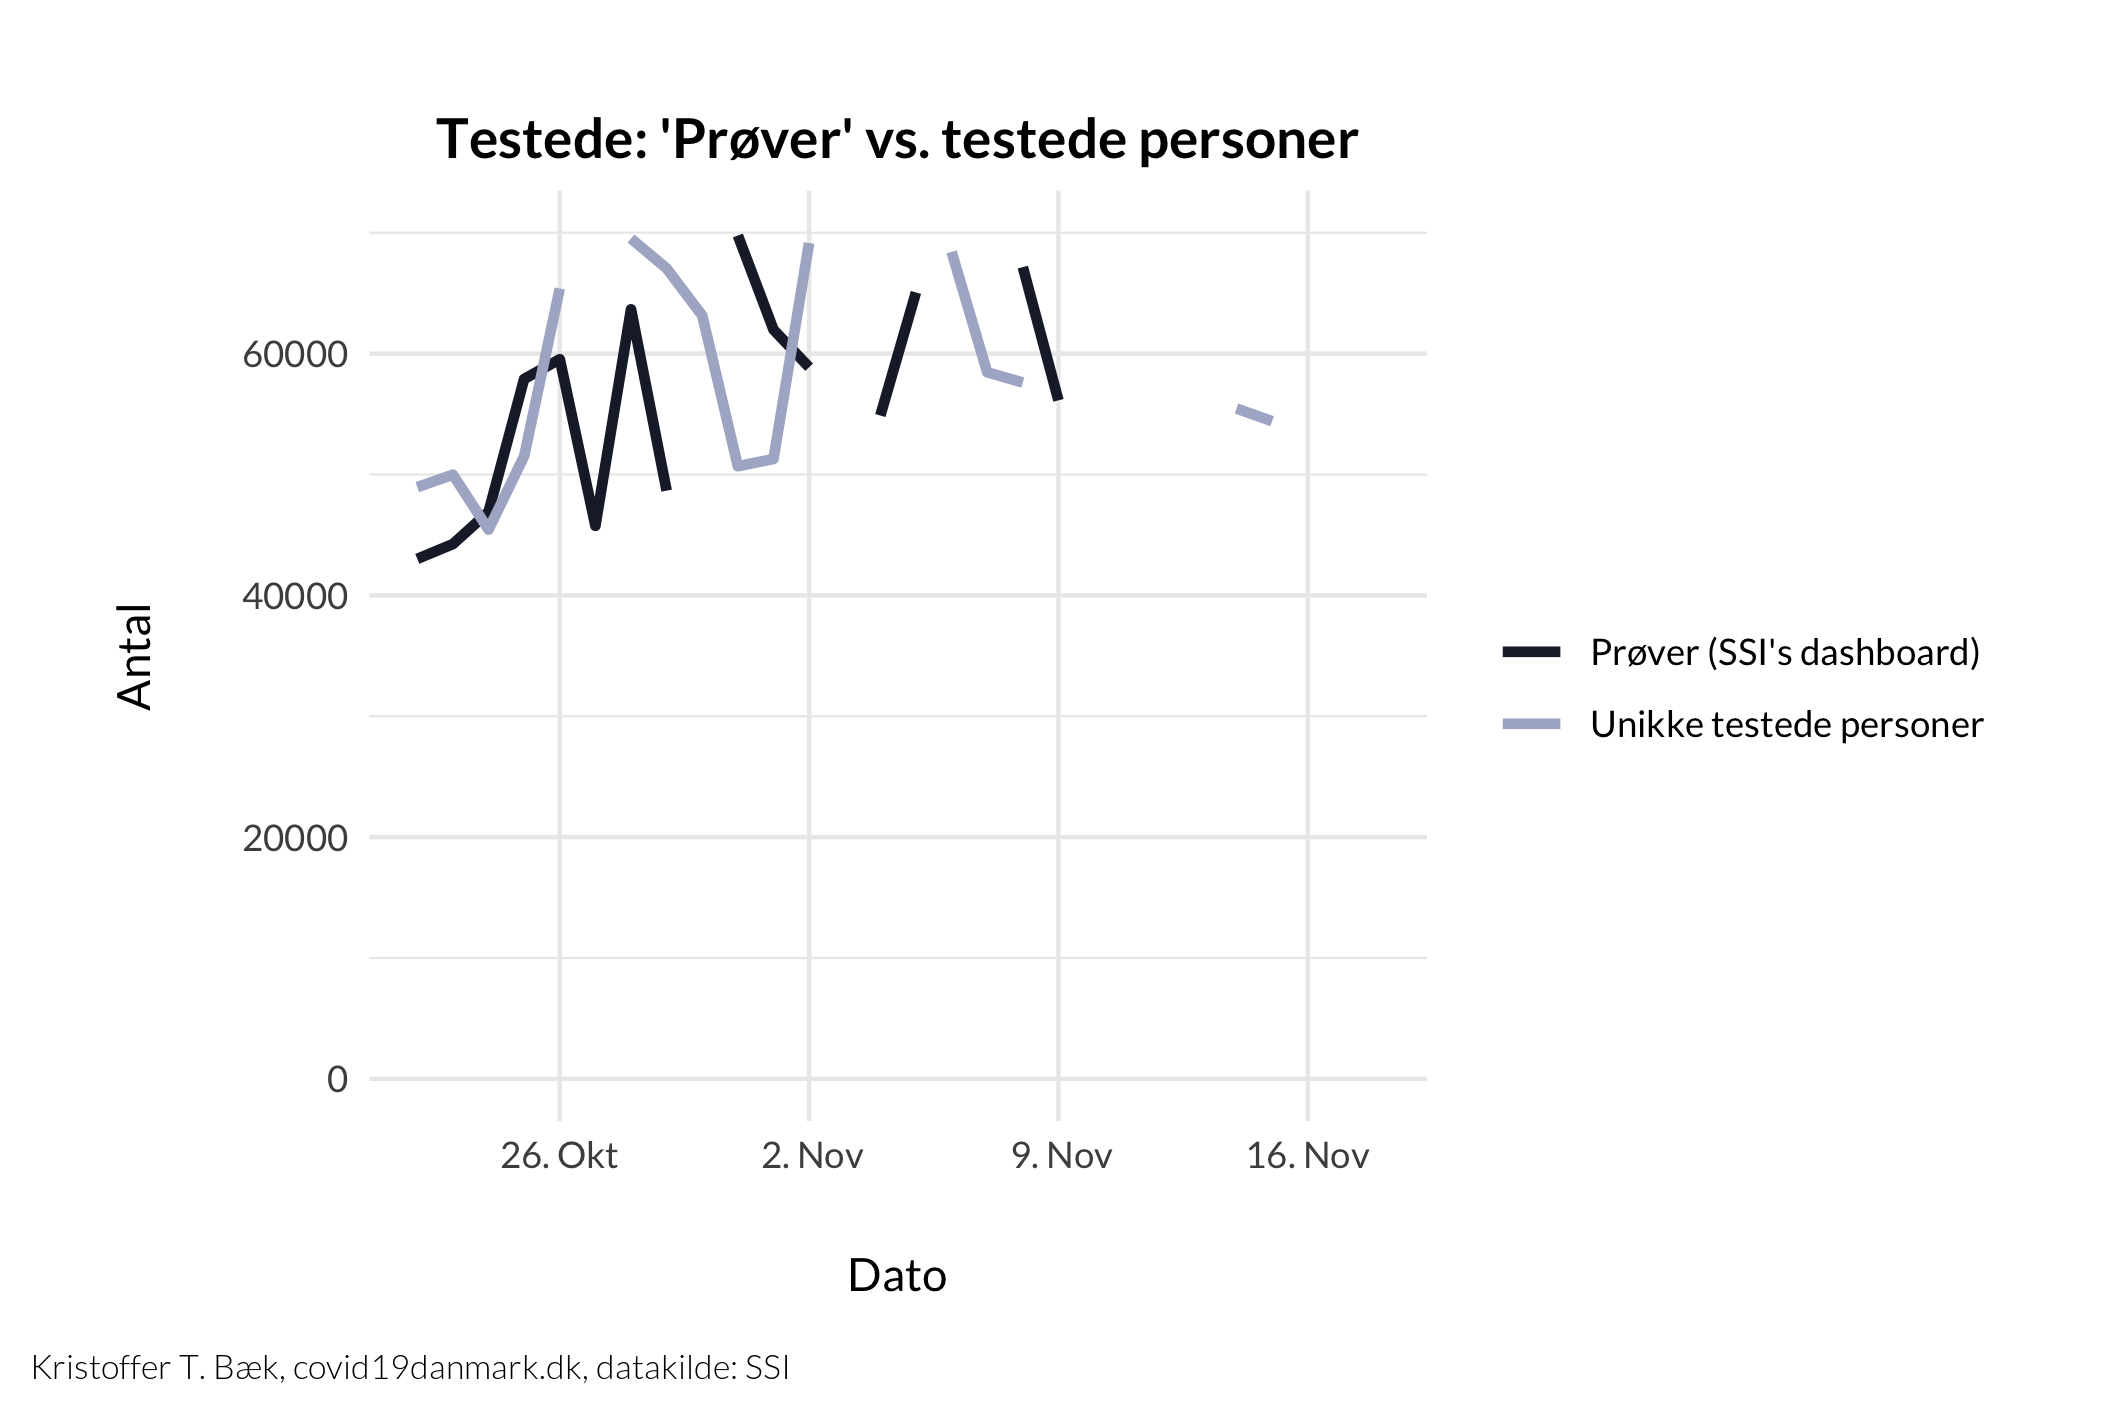 Testede: 'Prøver' vs. testede personer
Antal
60000
40000
20000
0
26. Okt
2. Nov
9. Nov
16. Nov
Dato
Prøver (SSI's dashboard)
Unikke testede personer
Kristoffer T. Bæk, covid19danmark.dk, datakilde: SSI